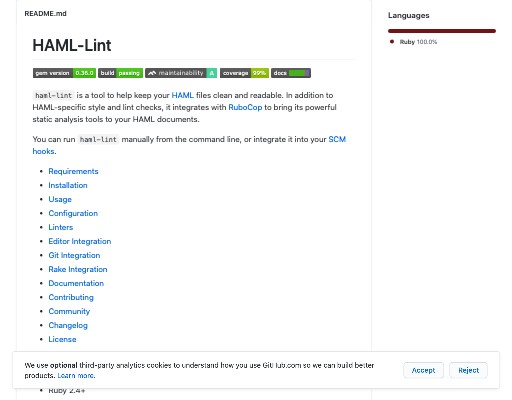 README.md
Languages
Ruby 100.0%
HAML-Lint
gem version 0.36.0 build passing maintainability A coverage 99% docs
haml-lint is a tool to help keep your HAML files clean and readable. In addition to
HAML-specific style and lint checks, it integrates with RuboCop to bring its powerful
static analysis tools to your HAML documents.
You can run haml-lint manually from the command line, or integrate it into your SCM
hooks.
Requirements
Installation
Usage
Configuration
Linters
Editor Integration
Git Integration
Rake Integration
Documentation
Contributing
Community
Changelog
License
We use optional third-party analytics cookies to understand how you use GitHub.com so we can build better
products. Learn more.
Accept
Reject
Ruby 2.4+